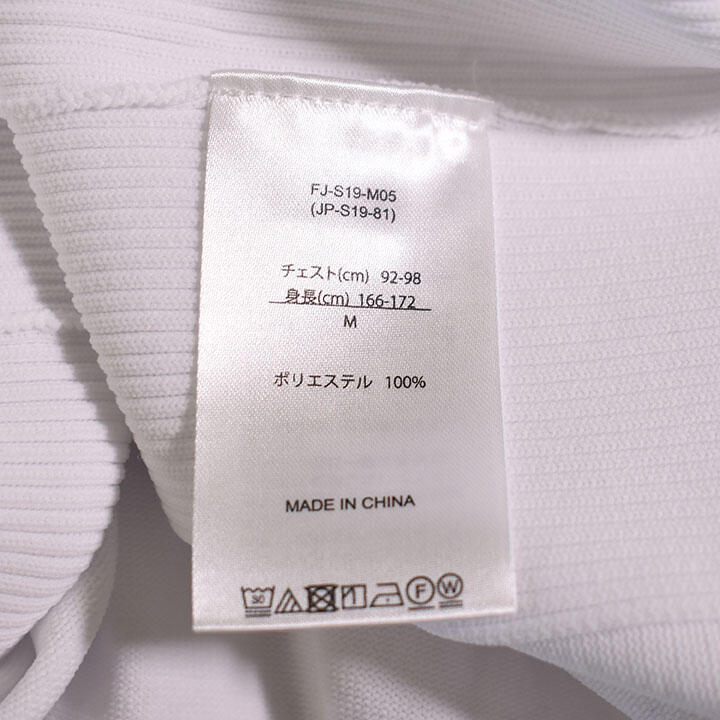 FJ-S19-M05
(JP-S19-81)
チェスト(cm) 92-98
身長(cm) 166-172
M
ポリエステル 100%
MADE IN CHINA
30 F W